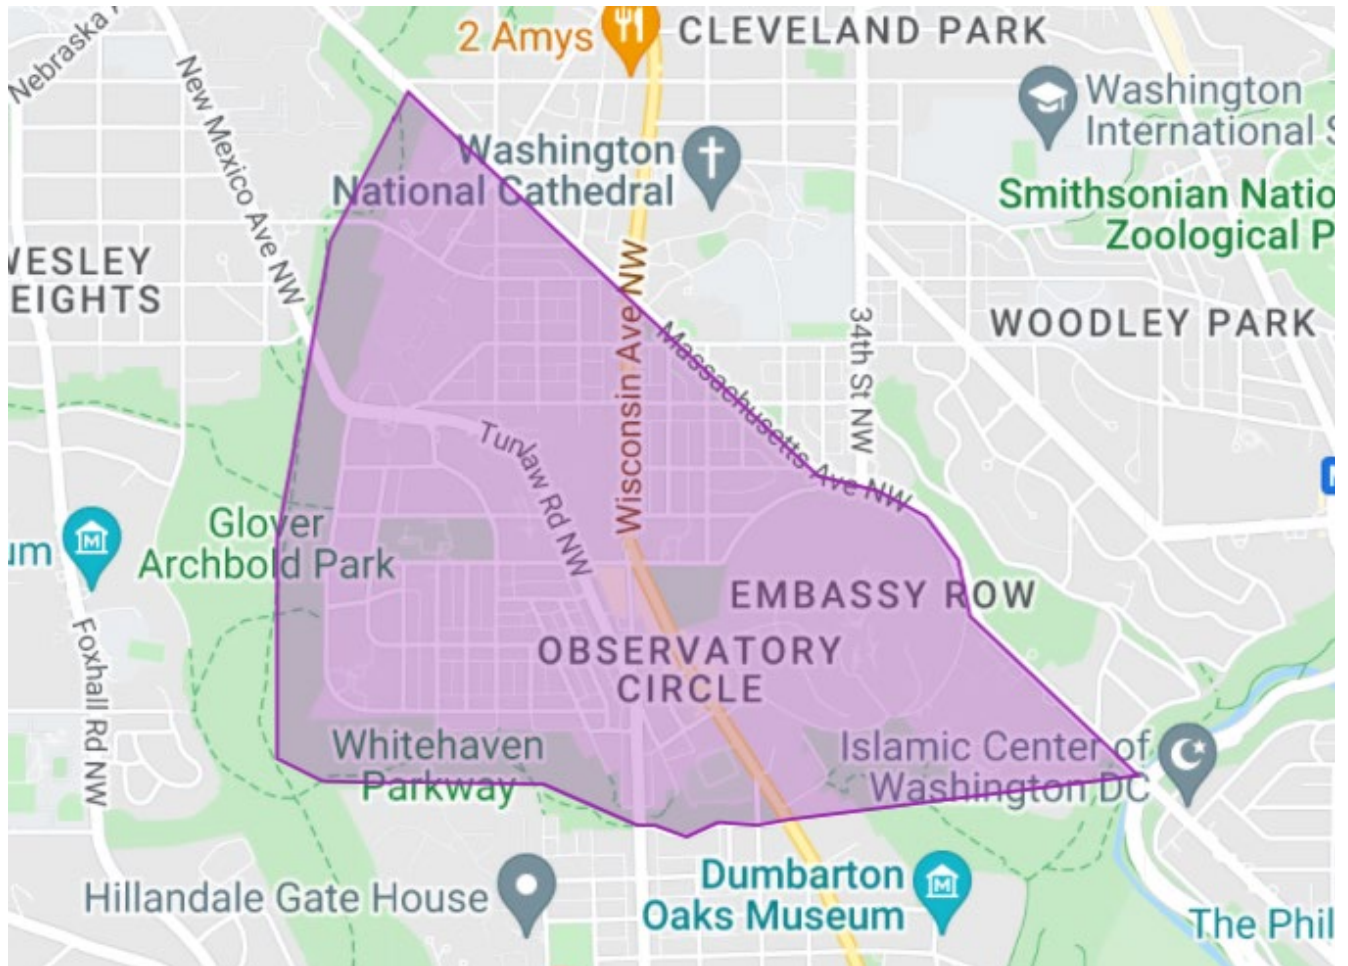 2 Amys
CLEVELAND PARK
Nebraska
New Mexico Ave NW
Washington
International S
Washington
National Cathedral
Smithsonian Natio
Zoological P
WESLEY
EIGHTS
Wisconsin Ave NW
Massachusetts Ave NW
34th St NW
WOODLEY PARK
Tunlaw Rd NW
Glover
Archbold Park
um
EMBASSY ROW
OBSERVATORY
CIRCLE
Foxhall Rd NW
Whitehaven
Parkway
Islamic Center of
Washington DC
Hillandale Gate House
Dumbarton
Oaks Museum
The Phil